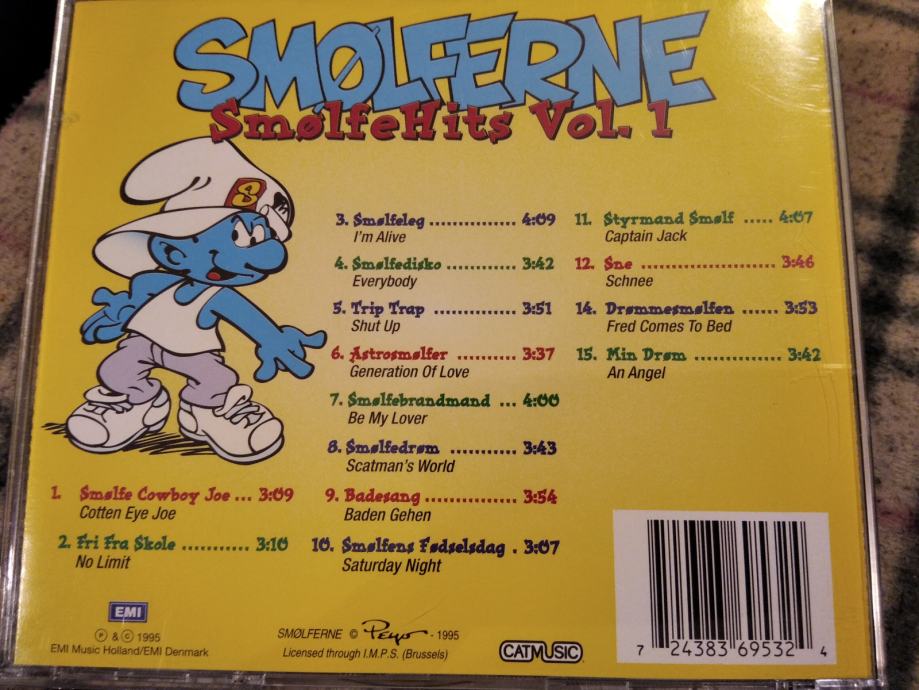 SMØLFERNE
SmølfeHits Vol. 1
S
1. Smølfe Cowboy Joe ... 3:09
Cotten Eye Joe
2. Fri Fra Skole ........... 3:10
No Limit
3. Smølfeleg .............. 4:09
I'm Alive
4. Smølfedisko ............ 3:42
Everybody
5. Trip Trap .............. 3:51
Shut Up
6. Astrosmølfer ........... 3:37
Generation Of Love
7. Smølfebrandmand ... 4:00
Be My Lover
8. Smølfedrøm .......... 3:43
Scatman's World
9. Badesang ................ 3:54
Baden Gehen
10. Smølfens Fødselsdag . 3:07
Saturday Night
11. Styrmand Smølf ..... 4:07
Captain Jack
12. Sne ..................... 3:46
Schnee
14. Drømmesmølfen ...... 3:53
Fred Comes To Bed
15. Min Drøm ............... 3:42
An Angel
EMI
Ⓟ & © 1995
EMI Music Holland/EMI Denmark
SMØLFERNE © Peyo - 1995
Licensed through I.M.P.S. (Brussels)
CATMUSIC
7 24383 69532 4